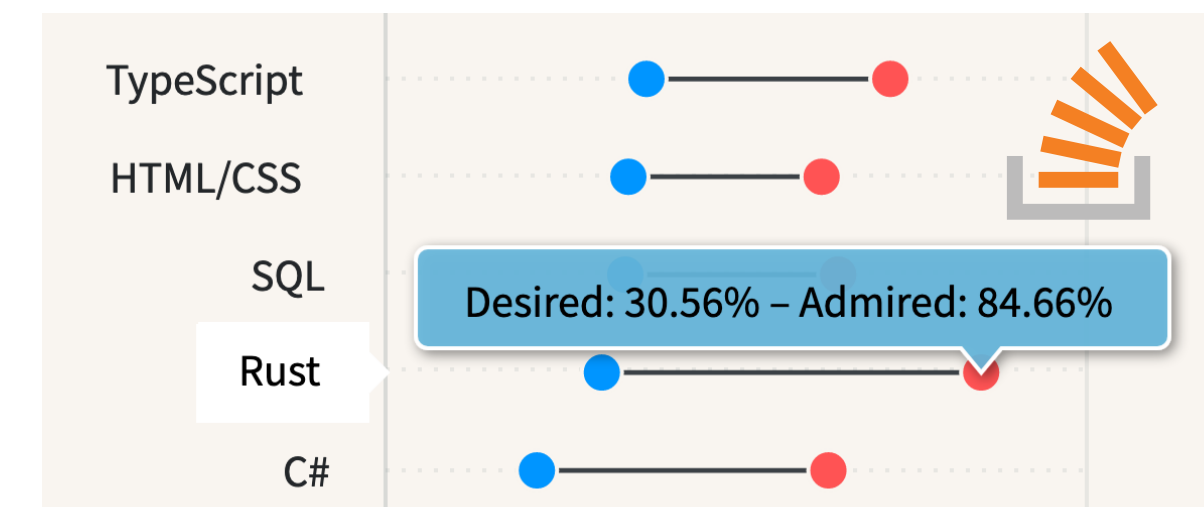 TypeScript
HTML/CSS
SQL
Desired: 30.56% – Admired: 84.66%
Rust
C#